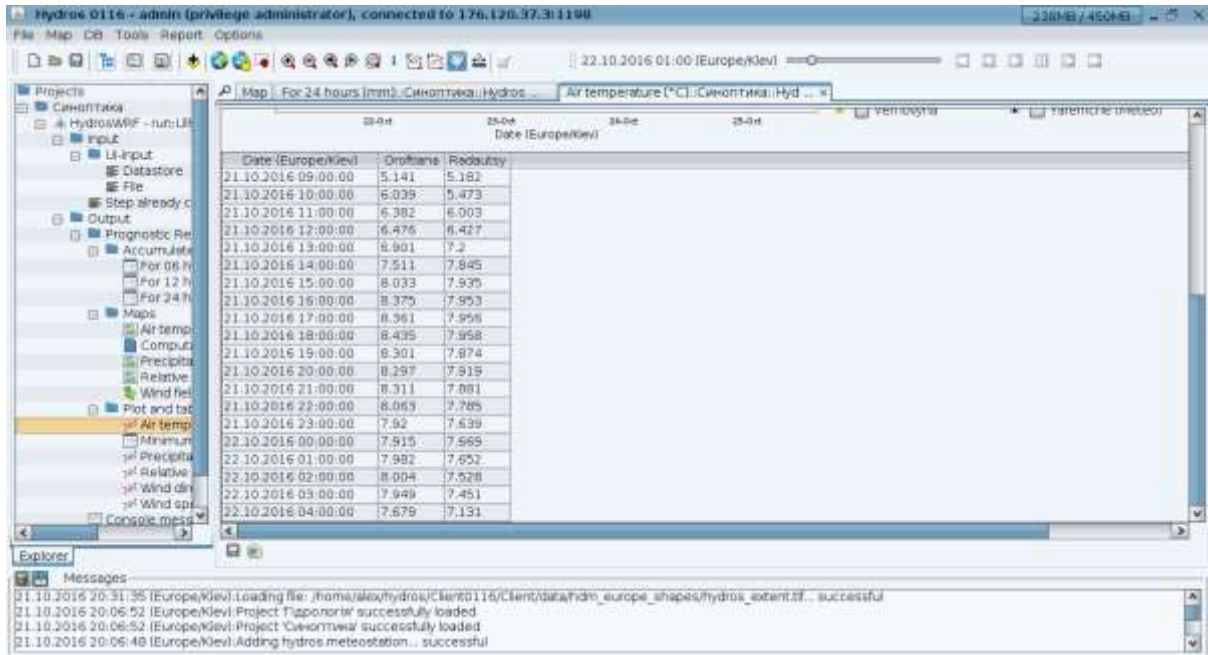 Hydros 0116 - admin (privilege administrator), connected to 176.120.37.3:1198
238MB / 450MB
File Map DB Tools Report Options
22.10.2016 01:00 (Europe/Kiev)
Projects
Синоптика
HydrosWRF - run:
Input
UI-Input
Datastore
File
Step already c
Output
Prognostic Re
Accumulate
For 06 h
For 12 h
For 24 h
Maps
Air temp
Computa
Precipita
Relative
Wind fiel
Plot and tab
Air temp
Minimum
Precipita
Relative
Wind dire
Wind spe
Console mess
Explorer
Map For 24 hours (mm)::Синоптика::Hydros ... Air temperature (°C)::Синоптика::Hyd ...
22-Oct 23-Oct 24-Oct 25-Oct
Date (Europe/Kiev)
Verhovyna Yaremche (Meteo)
Date (Europe/Kiev) Oroftiana Radautsy
21.10.2016 09:00:00 5.141 5.182
21.10.2016 10:00:00 6.039 5.473
21.10.2016 11:00:00 6.382 6.003
21.10.2016 12:00:00 6.476 6.427
21.10.2016 13:00:00 6.901 7.2
21.10.2016 14:00:00 7.511 7.845
21.10.2016 15:00:00 8.033 7.935
21.10.2016 16:00:00 8.375 7.953
21.10.2016 17:00:00 8.361 7.956
21.10.2016 18:00:00 8.435 7.958
21.10.2016 19:00:00 8.301 7.874
21.10.2016 20:00:00 8.297 7.919
21.10.2016 21:00:00 8.311 7.881
21.10.2016 22:00:00 8.063 7.785
21.10.2016 23:00:00 7.92 7.639
22.10.2016 00:00:00 7.915 7.669
22.10.2016 01:00:00 7.982 7.652
22.10.2016 02:00:00 8.004 7.528
22.10.2016 03:00:00 7.949 7.451
22.10.2016 04:00:00 7.679 7.131
Messages
21.10.2016 20:31:35 (Europe/Kiev):Loading file: /home/alex/hydros/Client0116/Client/data/hdm_europe_shapes/hydros_extent.tif... successful
21.10.2016 20:06:52 (Europe/Kiev):Project 'Гідрологія' successfully loaded
21.10.2016 20:06:52 (Europe/Kiev):Project 'Синоптика' successfully loaded
21.10.2016 20:06:48 (Europe/Kiev):Adding hydros.meteostation... successful